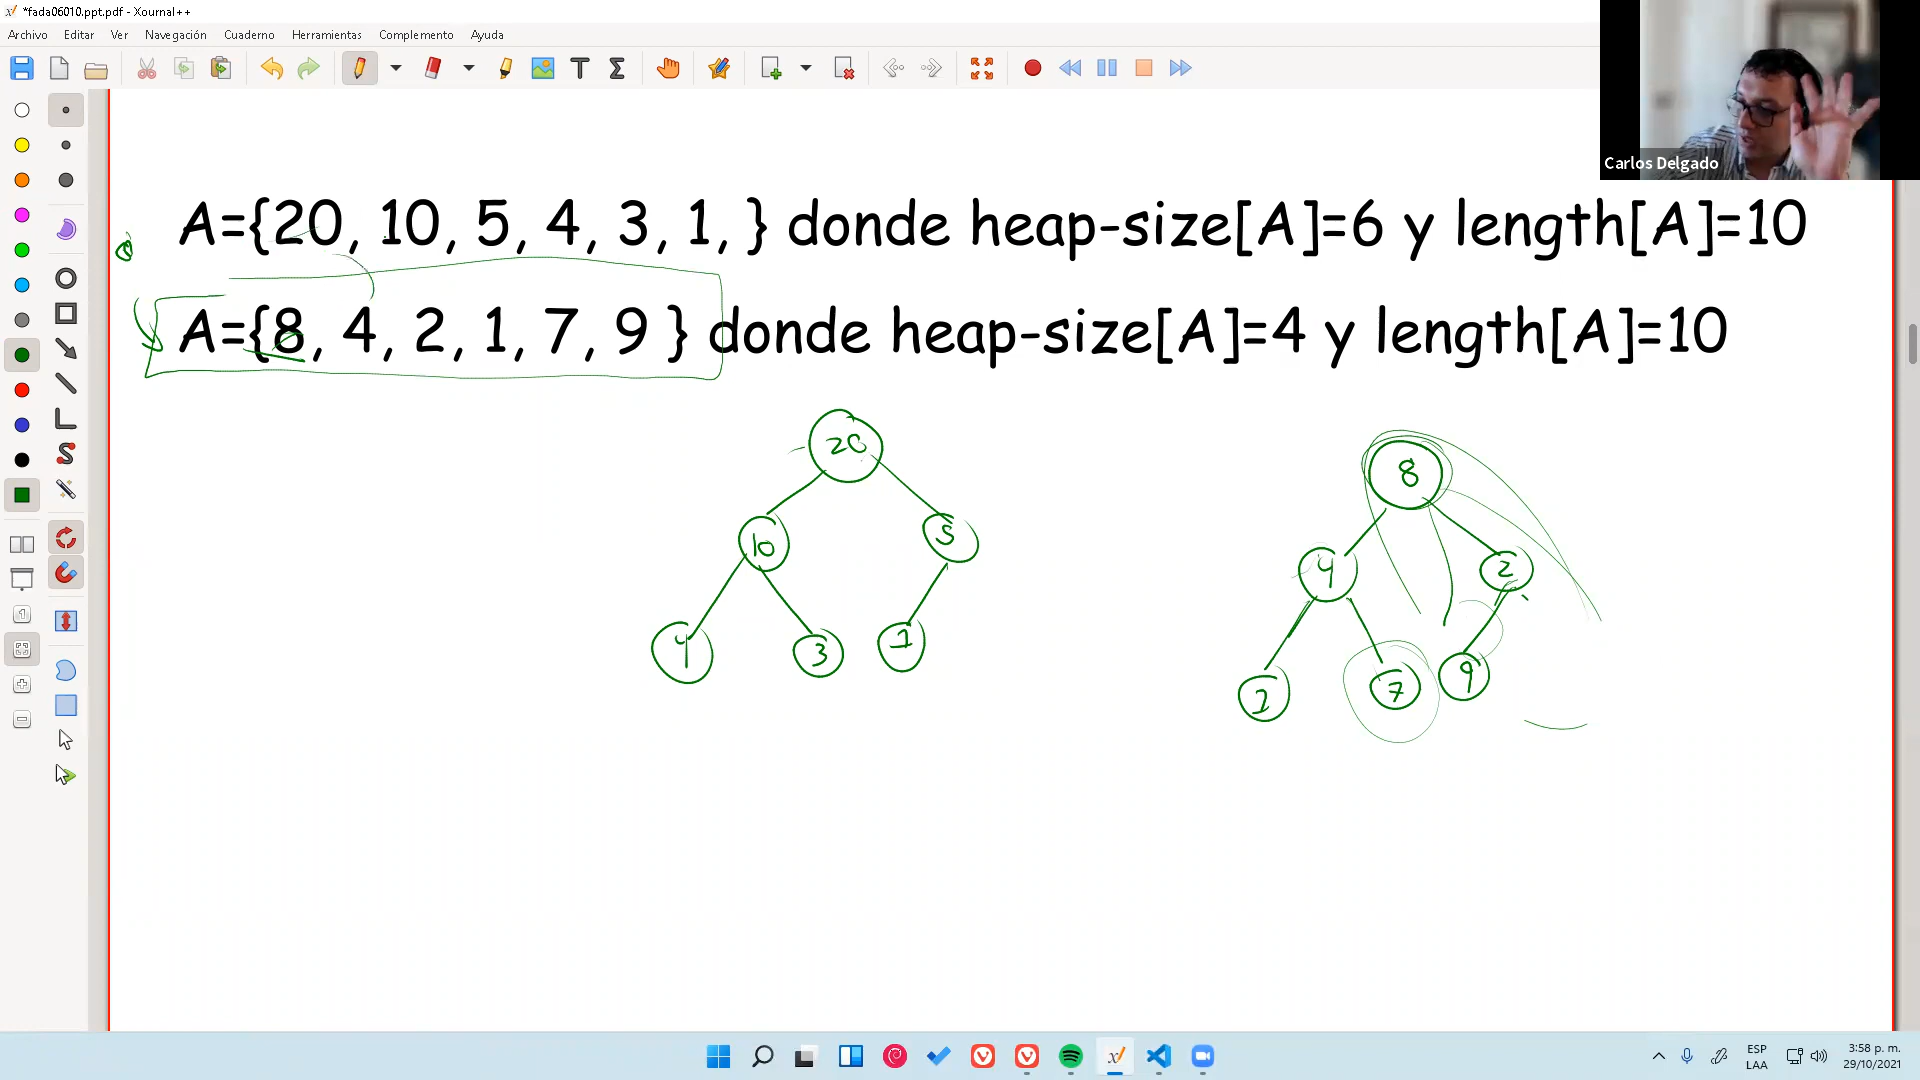 *fada06010.ppt.pdf - Xournal++
Archivo Editar Ver Navegación Cuaderno Herramientas Complemento Ayuda
Carlos Delgado
A={20, 10, 5, 4, 3, 1, } donde heap-size[A]=6 y length[A]=10
A={8, 4, 2, 1, 7, 9 } donde heap-size[A]=4 y length[A]=10
20
8
10 5
4 2
4 3 1
1 7 9
ESP
LAA
3:58 p. m.
29/10/2021